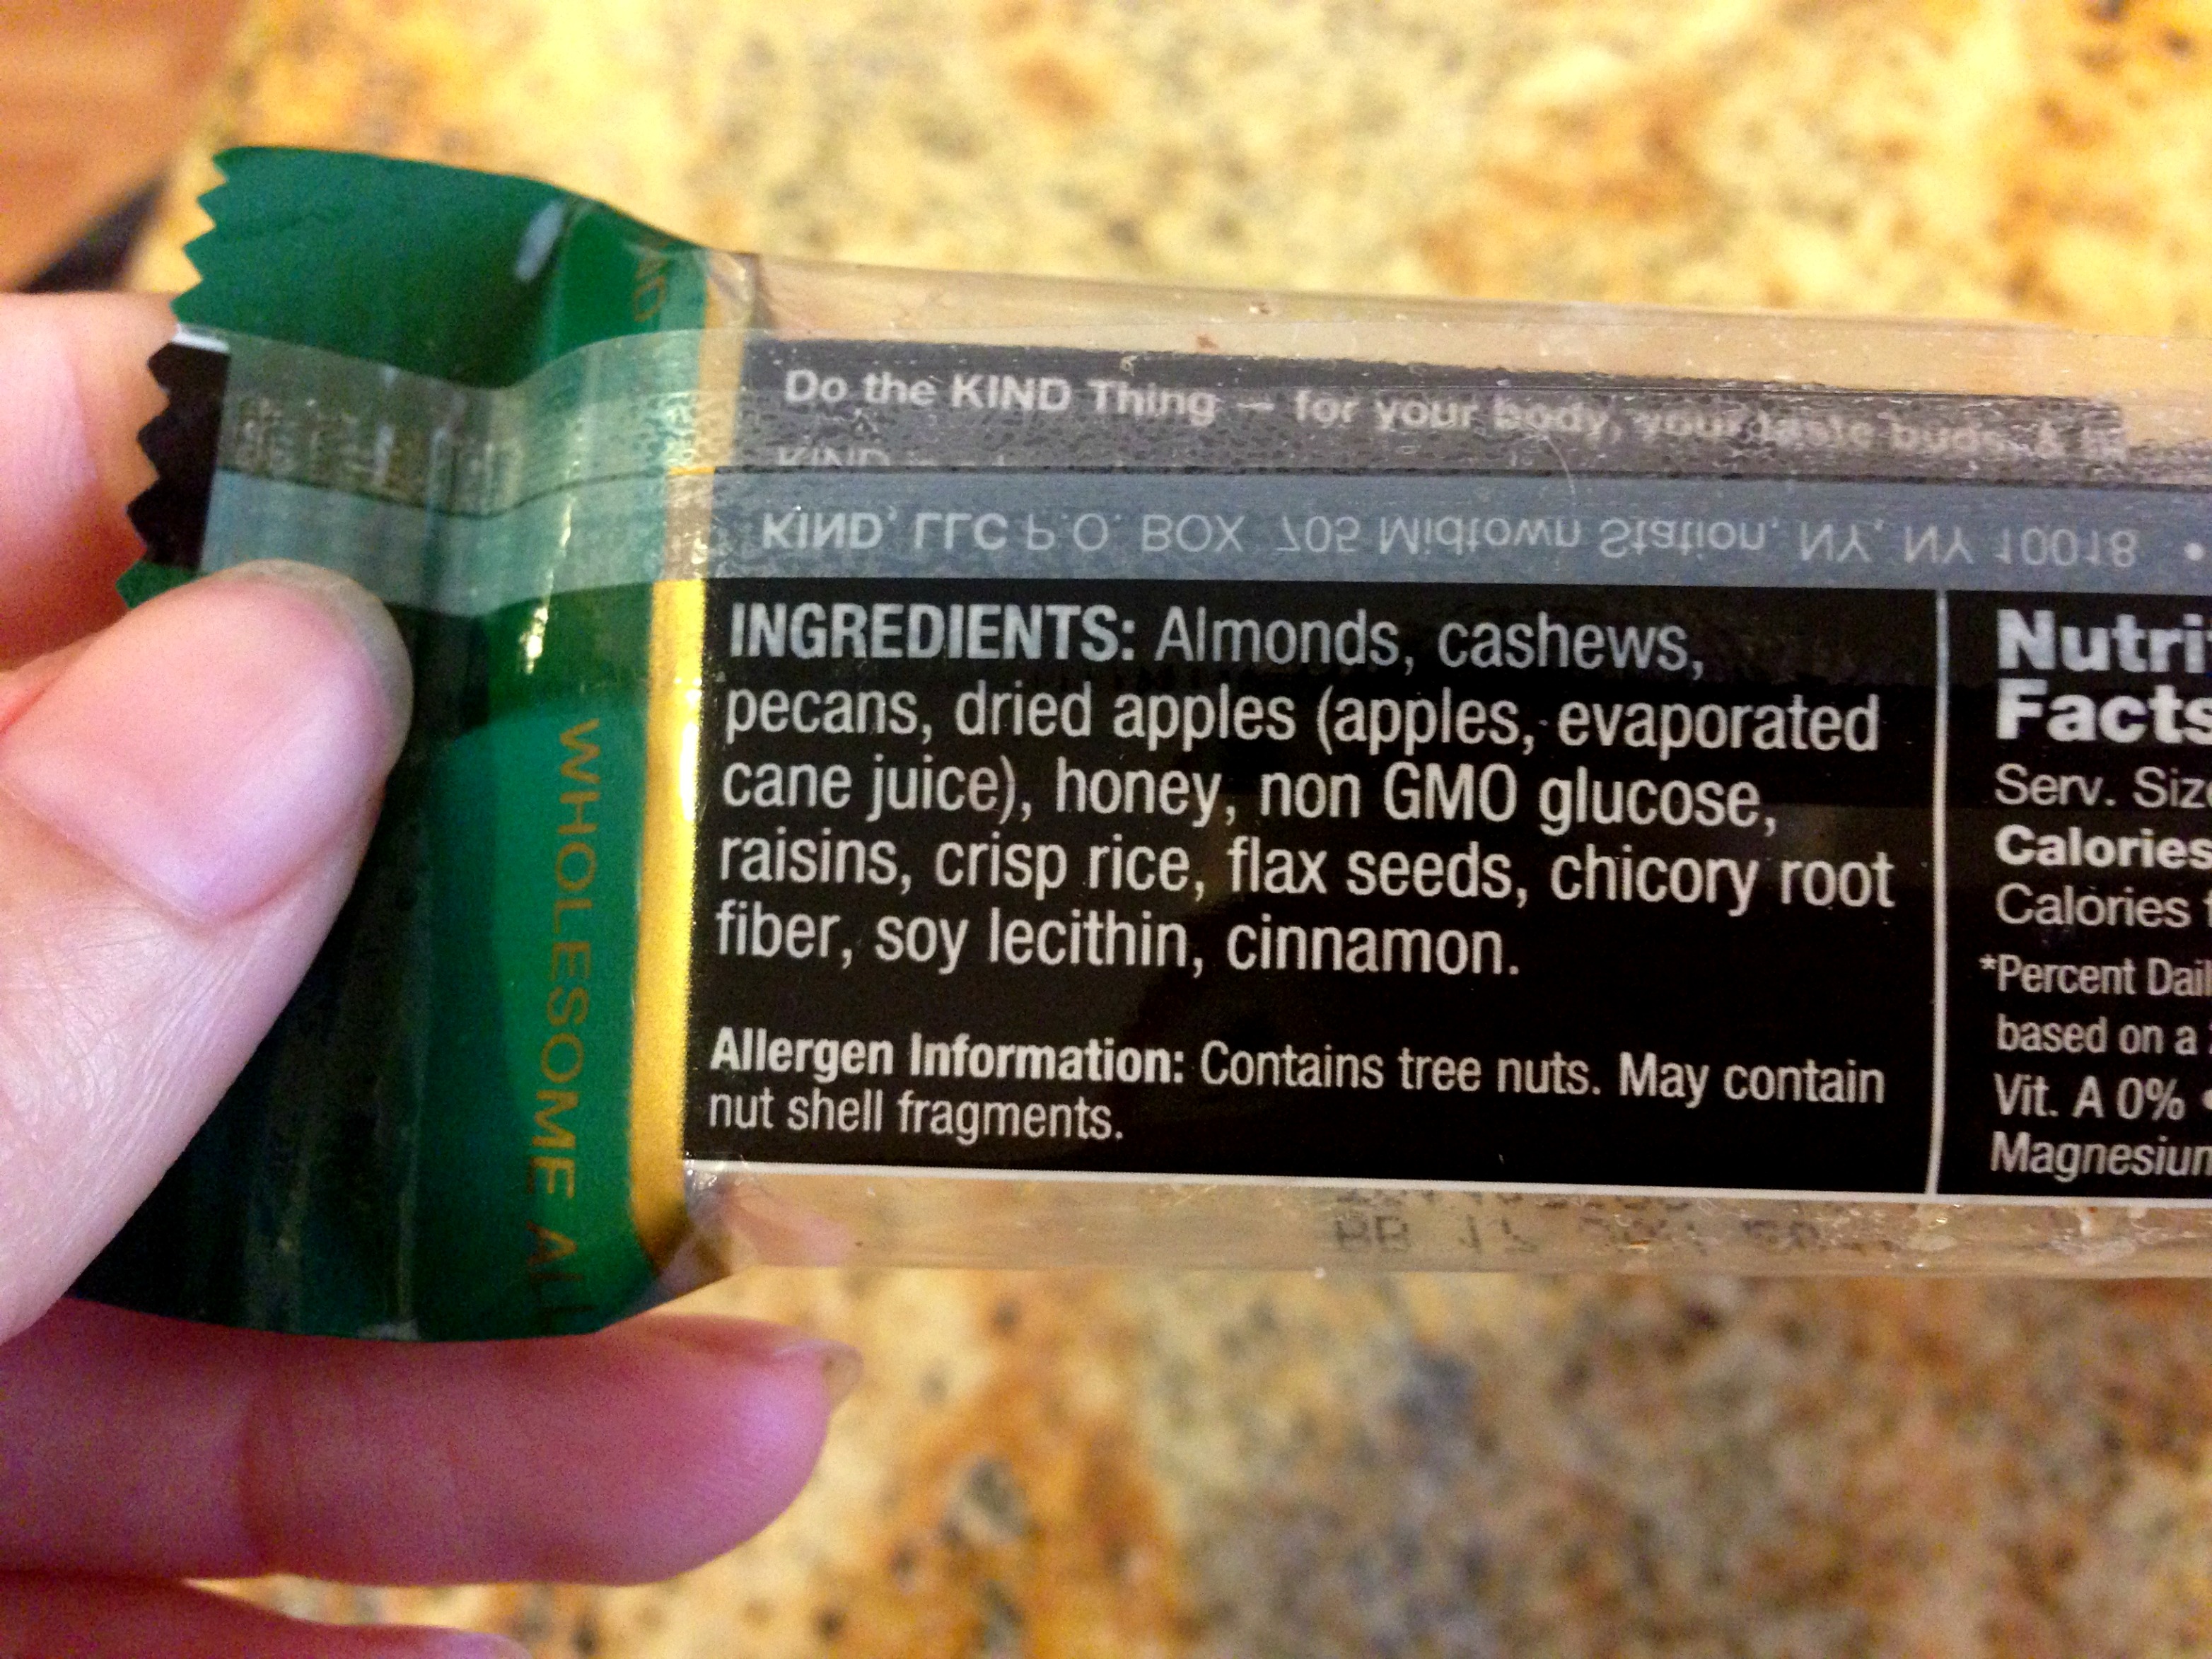 Do the KIND Thing – for your body, your taste buds, &
KIND
KIND, LLC P.O. BOX 705 Midtown Station, NY, NY 10018 •
INGREDIENTS: Almonds, cashews,
pecans, dried apples (apples, evaporated
cane juice), honey, non GMO glucose,
raisins, crisp rice, flax seeds, chicory root
fiber, soy lecithin, cinnamon.
Allergen Information: Contains tree nuts. May contain
nut shell fragments.
Nutri
Facts
Serv. Size
Calories
Calories
*Percent Dail
based on a
Vit. A 0% •
Magnesium
WHOLESOME ALL
ND